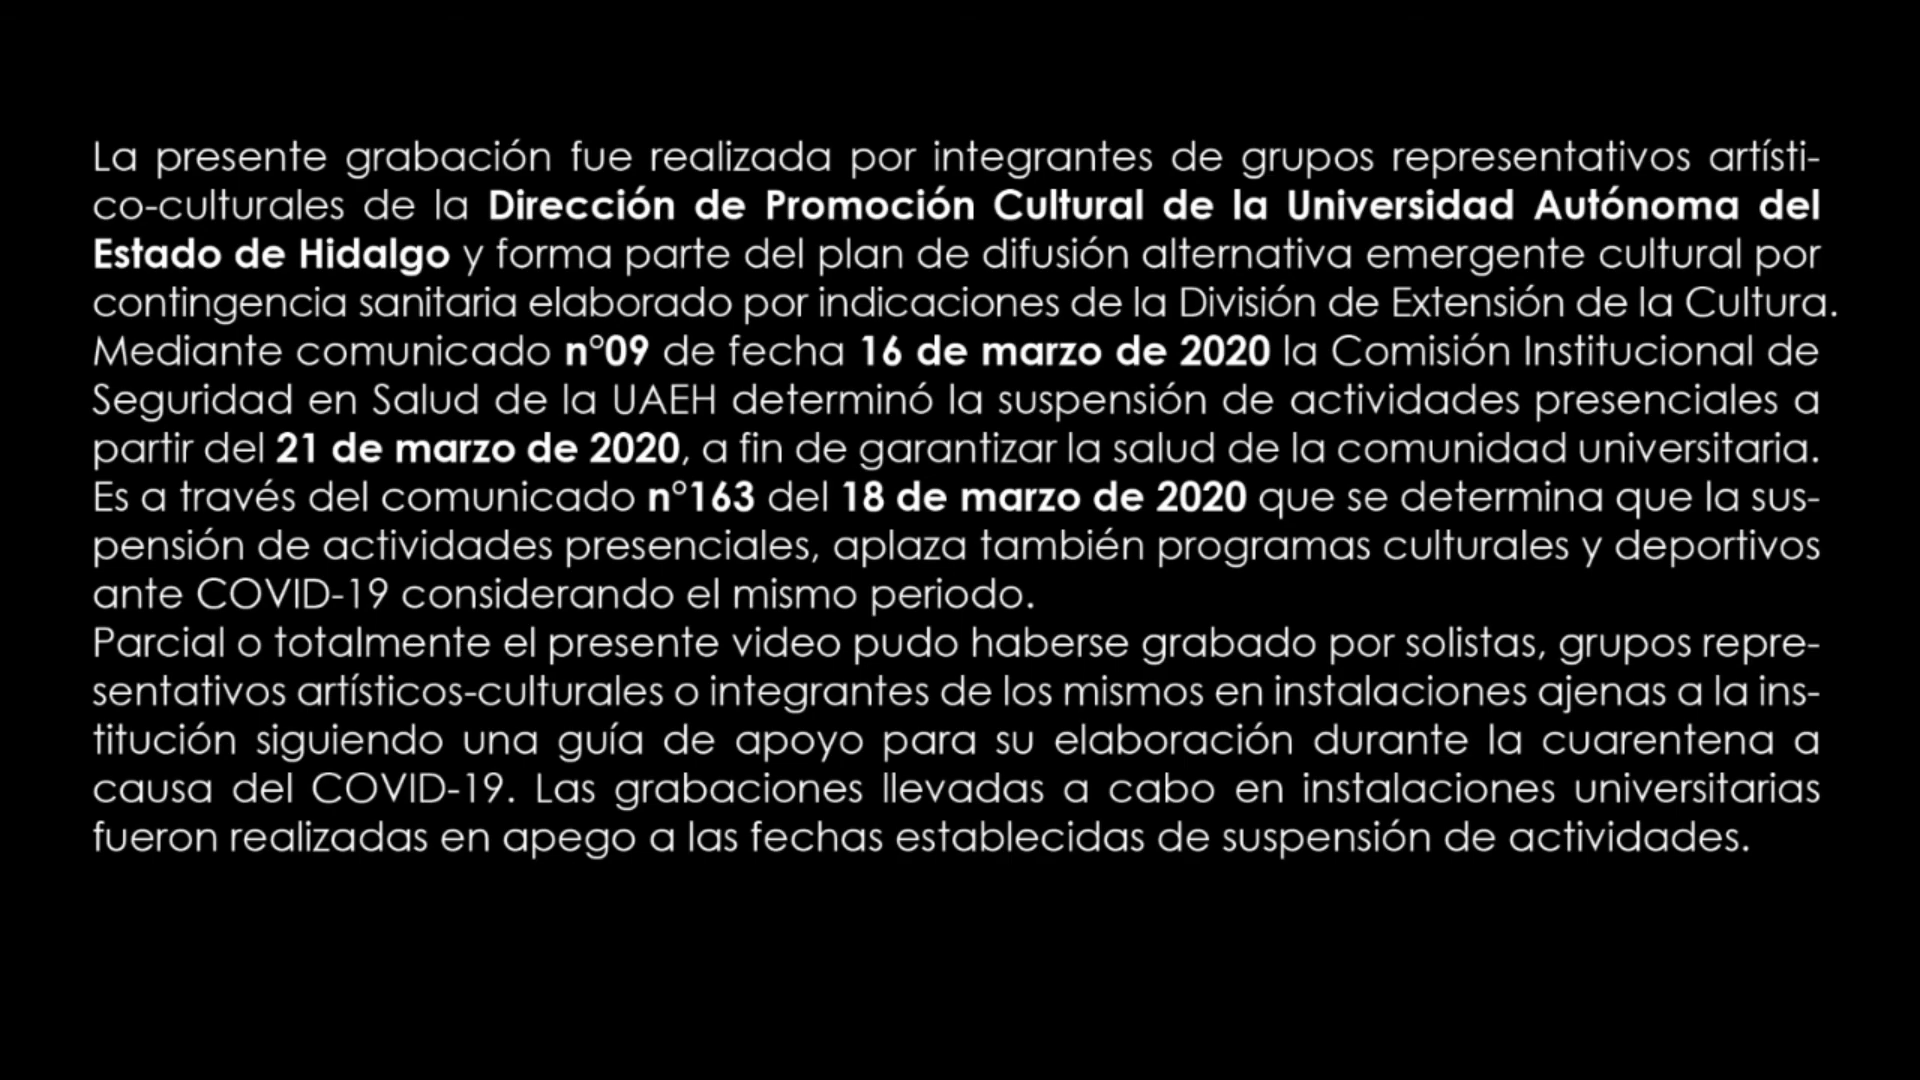 La presente grabación fue realizada por integrantes de grupos representativos artísti-
co-culturales de la Dirección de Promoción Cultural de la Universidad Autónoma del
Estado de Hidalgo y forma parte del plan de difusión alternativa emergente cultural por
contingencia sanitaria elaborado por indicaciones de la División de Extensión de la Cultura.
Mediante comunicado n°09 de fecha 16 de marzo de 2020 la Comisión Institucional de
Seguridad en Salud de la UAEH determinó la suspensión de actividades presenciales a
partir del 21 de marzo de 2020, a fin de garantizar la salud de la comunidad universitaria.
Es a través del comunicado n°163 del 18 de marzo de 2020 que se determina que la sus-
pensión de actividades presenciales, aplaza también programas culturales y deportivos
ante COVID-19 considerando el mismo periodo.
Parcial o totalmente el presente video pudo haberse grabado por solistas, grupos repre-
sentativos artísticos-culturales o integrantes de los mismos en instalaciones ajenas a la ins-
titución siguiendo una guía de apoyo para su elaboración durante la cuarentena a
causa del COVID-19. Las grabaciones llevadas a cabo en instalaciones universitarias
fueron realizadas en apego a las fechas establecidas de suspensión de actividades.